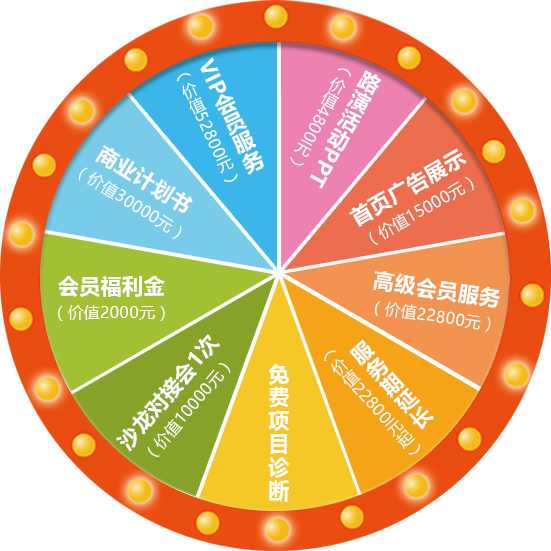 路演活动PPT
（价值4800元）
首页广告展示
（价值15000元）
高级会员服务
（价值22800元）
服务期延长
（价值22800元起）
免费项目诊断
沙龙对接会1次
（价值10000元）
会员福利金
（价值2000元）
商业计划书
（价值30000元）
VIP会员服务
（价值52800元）